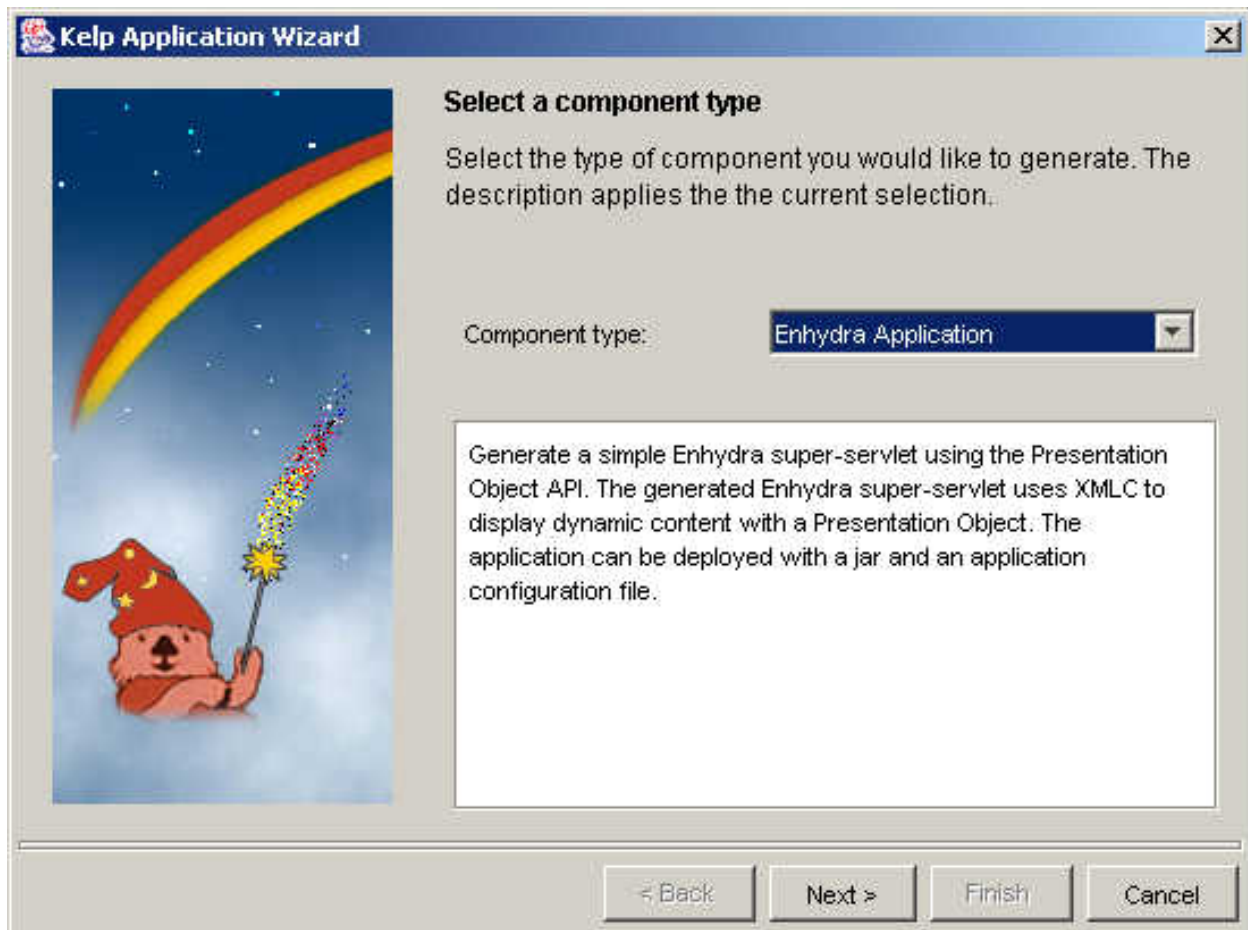 Kelp Application Wizard
Select a component type
Select the type of component you would like to generate. The
description applies the the current selection.
Component type:
Enhydra Application
Generate a simple Enhydra super-servlet using the Presentation
Object API. The generated Enhydra super-servlet uses XMLC to
display dynamic content with a Presentation Object. The
application can be deployed with a jar and an application
configuration file.
< Back
Next >
Finish
Cancel